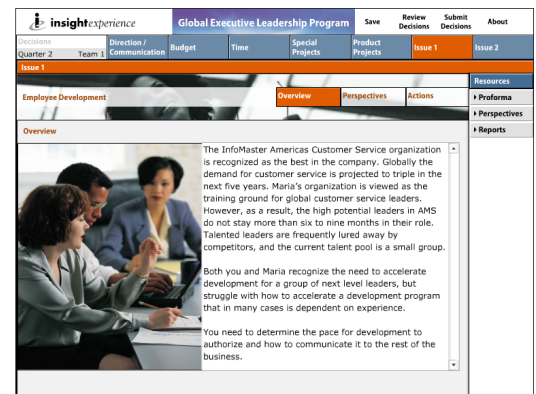 insightexperience
Global Executive Leadership Program
Save
Review Decisions
Submit Decisions
About
Decisions
Quarter 2 Team 1
Direction / Communication
Budget
Time
Special Projects
Product Projects
Issue 1
Issue 2
Issue 1
Resources
Employee Development
Overview
Perspectives
Actions
Proforma
Perspectives
Reports
Overview
The InfoMaster Americas Customer Service organization
is recognized as the best in the company. Globally the
demand for customer service is projected to triple in the
next five years. Maria's organization is viewed as the
training ground for global customer service leaders.
However, as a result, the high potential leaders in AMS
do not stay more than six to nine months in their role.
Talented leaders are frequently lured away by
competitors, and the current talent pool is a small group.
Both you and Maria recognize the need to accelerate
development for a group of next level leaders, but
struggle with how to accelerate a development program
that in many cases is dependent on experience.
You need to determine the pace for development to
authorize and how to communicate it to the rest of the
business.